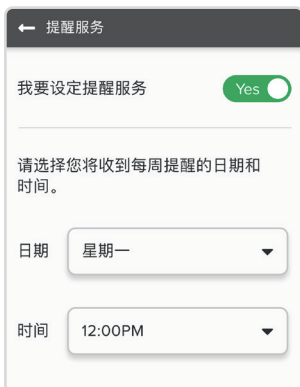 提醒服务
我要设定提醒服务 Yes
请选择您将收到每周提醒的日期和
时间。
日期 星期一
时间 12:00PM